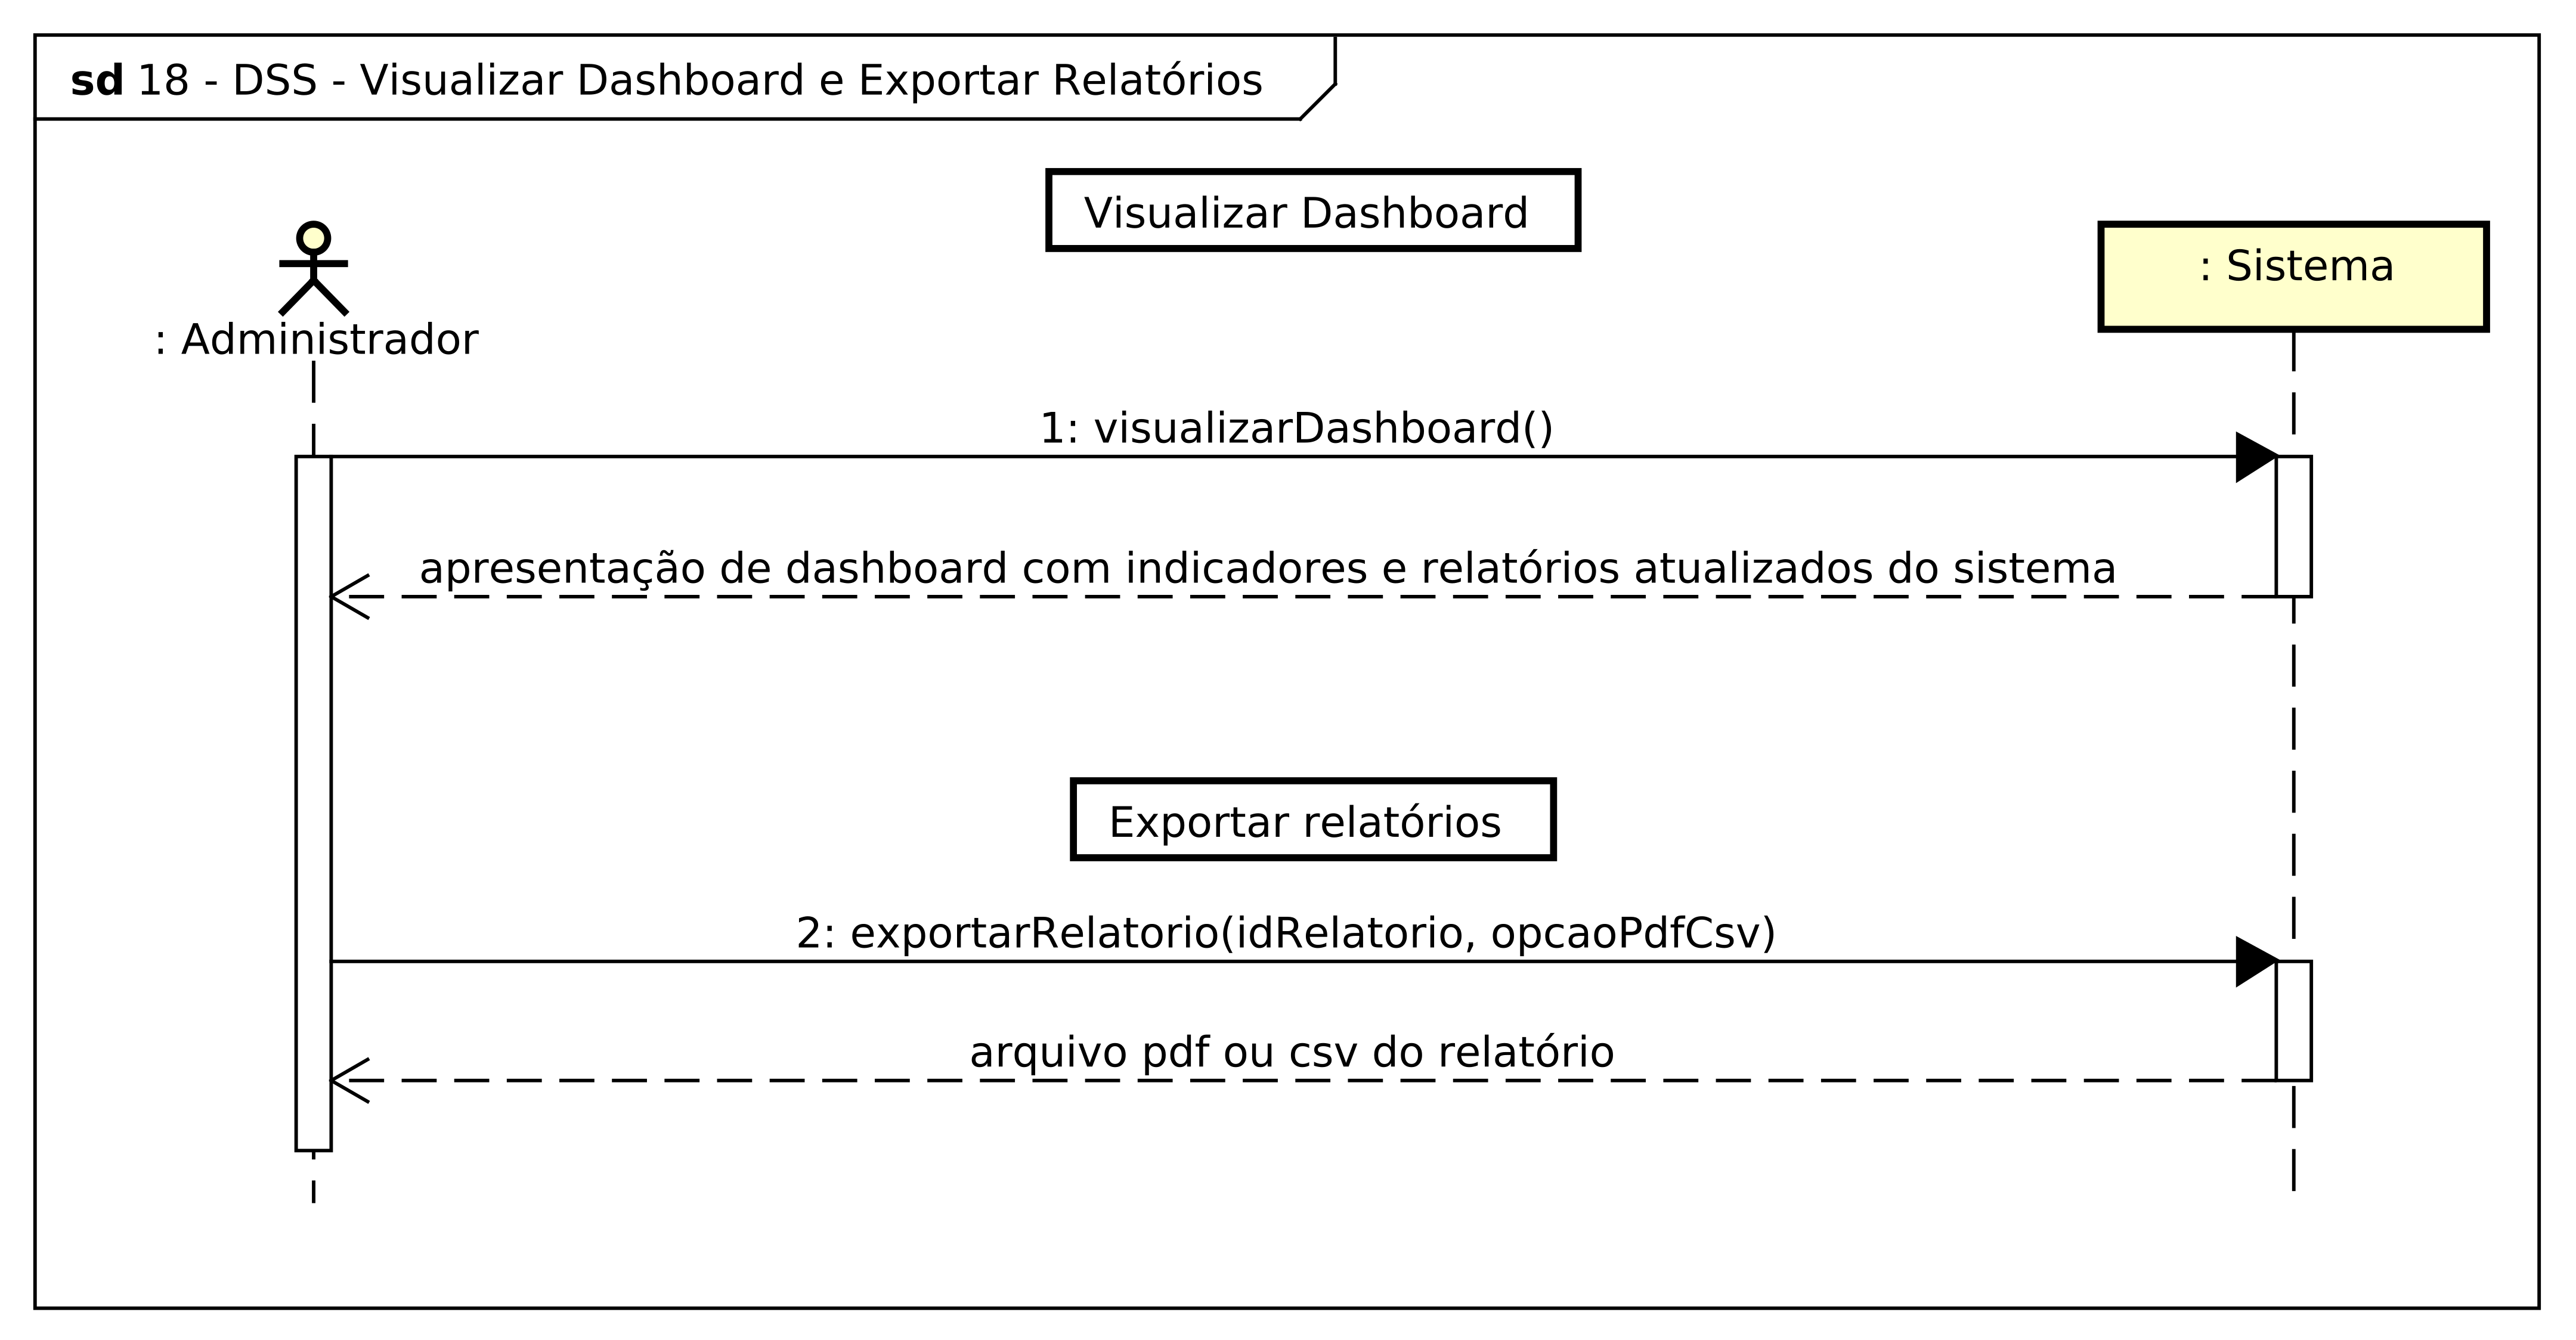 sd 18 - DSS - Visualizar Dashboard e Exportar Relatórios
Visualizar Dashboard
: Sistema
: Administrador
1: visualizarDashboard()
apresentação de dashboard com indicadores e relatórios atualizados do sistema
Exportar relatórios
2: exportarRelatorio(idRelatorio, opcaoPdfCsv)
arquivo pdf ou csv do relatório